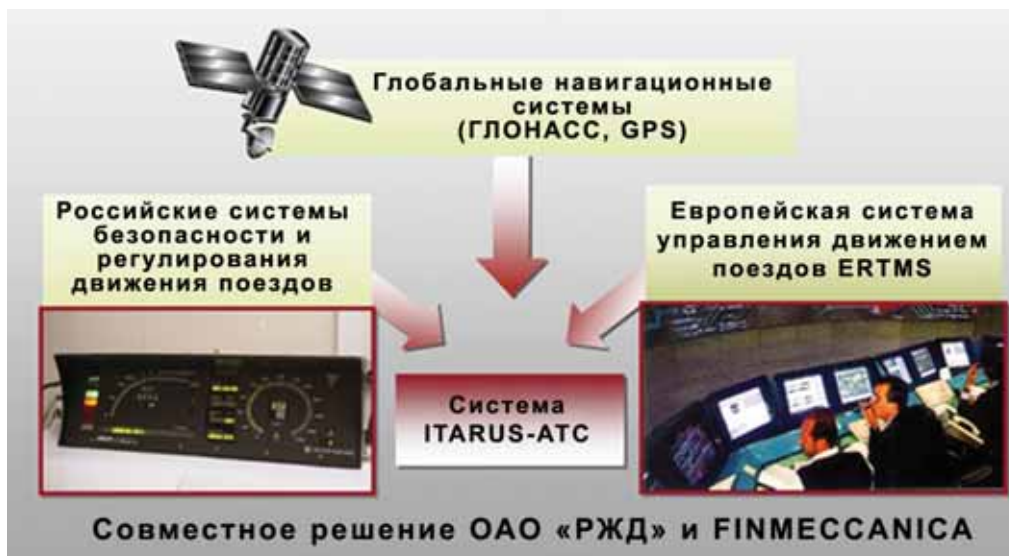 Глобальные навигационные
системы
(ГЛОНАСС, GPS)
Российские системы
безопасности и
регулирования
движения поездов
Европейская система
управления движением
поездов ERTMS
Система
ITARUS-ATC
Совместное решение ОАО «РЖД» и FINMECCANICA